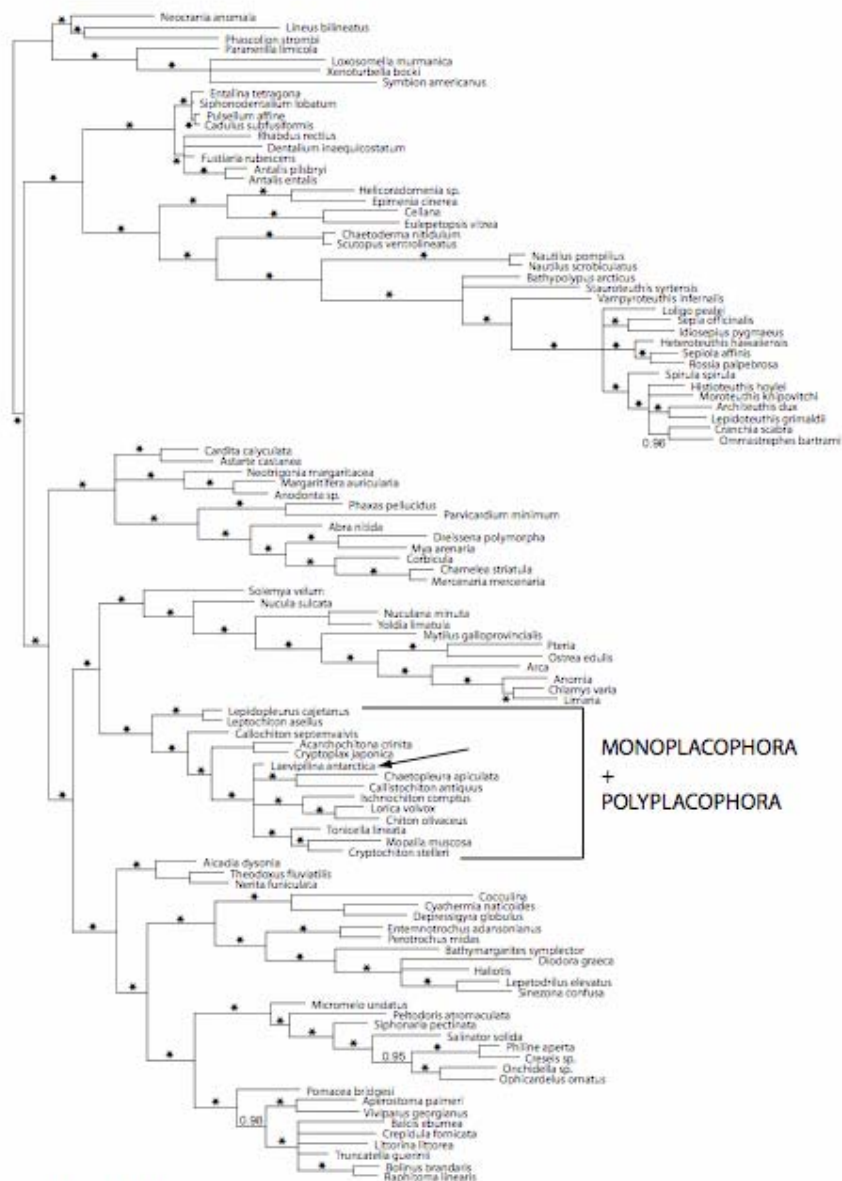 Neocrania anomala
Lineus bilineatus
Phascolion strombi
Paranerilla limicola
Loxosomella murmanica
Xenoturbella bocki
Symbion americanus
Entalina tetragona
Siphonodentalium lobatum
Pulsellum affine
Cadulus subfusiformis
Rhabdus rectius
Dentalium inaequicostatum
Fustiaria rubescens
Antalis pilsbryi
Antalis entalis
Helicoradomenia sp.
Epimenia cinerea
Cellana
Eulepetopsis vitrea
Chaetoderma nitidulum
Scutopus ventrolineatus
Nautilus pompilius
Nautilus scrobiculatus
Bathypolypus arcticus
Stauroteuthis syrtensis
Vampyroteuthis infernalis
Loligo pealei
Sepia officinalis
Idiosepius pygmaeus
Heteroteuthis hawaiiensis
Sepiola affinis
Rossia palpebrosa
Spirula spirula
Histioteuthis hoylei
Moroteuthis knipovitchi
Architeuthis dux
Lepidoteuthis grimaldii
Cranchia scabra
0.96
Ommastrephes bartrami
Cardita calyculata
Astarte castanea
Neotrigonia margaritacea
Margaritifera auricularia
Anodonta sp.
Phaxas pellucidus
Parvicardium minimum
Abra nitida
Dreissena polymorpha
Mya arenaria
Corbicula
Chamelea striatula
Mercenaria mercenaria
Solemya velum
Nucula sulcata
Nuculana minuta
Yoldia limatula
Mytilus galloprovincialis
Pteria
Ostrea edulis
Arca
Anomia
Chlamys varia
Limaria
Lepidopleurus cajetanus
Leptochiton asellus
Callochiton septemvalvis
Acanthochitona crinita
Cryptoplax japonica
Laevipilina antarctica
Chaetopleura apiculata
Callistochiton antiquus
Ischnochiton comptus
Lorica volvox
Chiton olivaceus
Tonicella lineata
Mopalia muscosa
Cryptochiton stelleri
MONOPLACOPHORA
+
POLYPLACOPHORA
Alcadia dysonia
Theodoxus fluviatilis
Nerita funiculata
Cocculina
Cyathermia naticoides
Depressigyra globulus
Entemnotrochus adansonianus
Perotrochus midas
Bathymargarites symplector
Diodora graeca
Haliotis
Lepetodrilus elevatus
Sinezona confusa
Micromelo undatus
Peltodoris atromaculata
Siphonaria pectinata
Salinator solida
0.95
Philine aperta
Creseis sp.
Onchidella sp.
Ophicardelus ornatus
Pomacea bridgesi
0.98
Aperostoma palmeri
Viviparus georgianus
Balcis eburnea
Crepidula fornicata
Littorina littorea
Truncatella guerinii
Bolinus brandaris
Raphitoma linearis